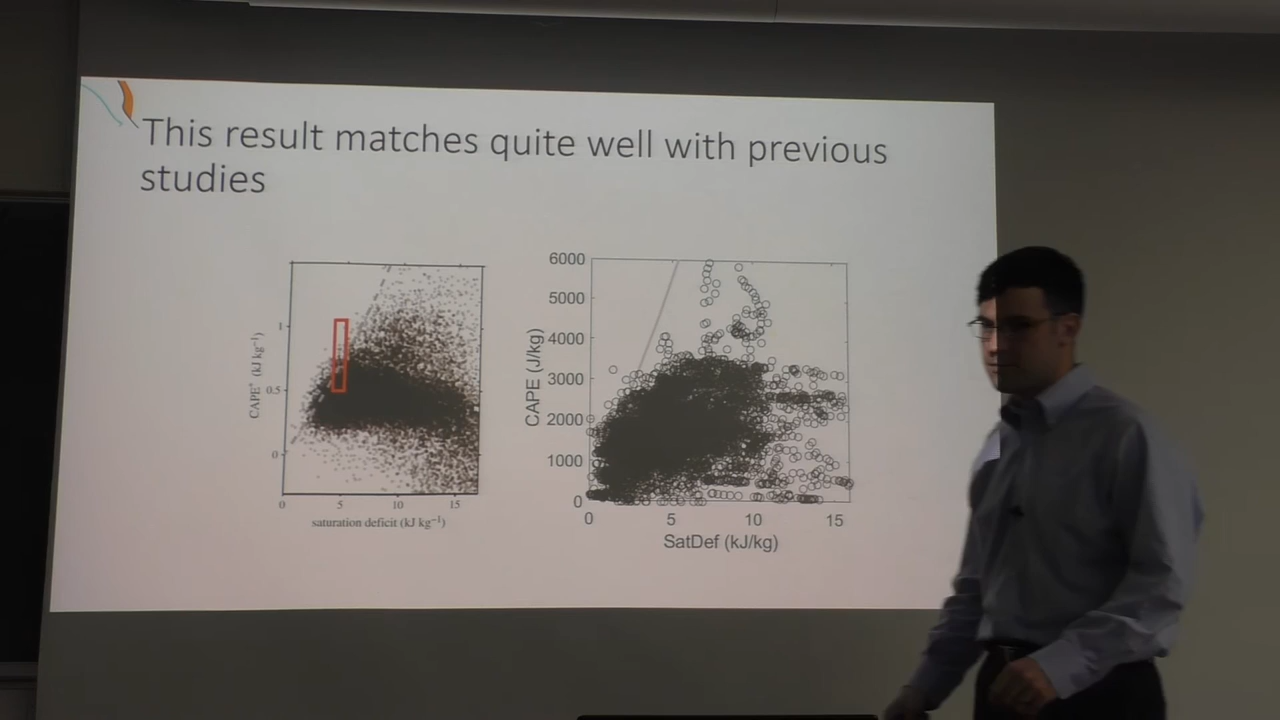 This result matches quite well with previous
studies
CAPE⁺ (kJ kg⁻¹)
1
0.5
0
0 5 10 15
saturation deficit (kJ kg⁻¹)
CAPE (J/kg)
6000
5000
4000
3000
2000
1000
0
0 5 10 15
SatDef (kJ/kg)